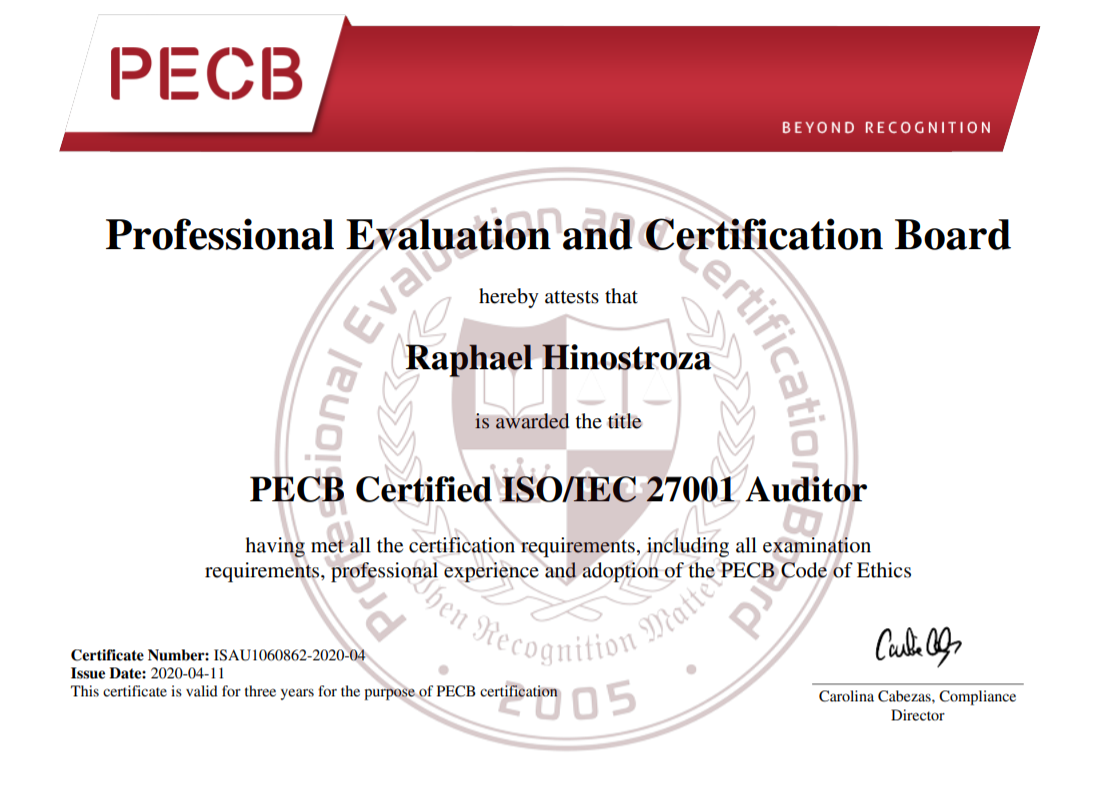 PECB
BEYOND RECOGNITION
Professional Evaluation and Certification Board
hereby attests that
Raphael Hinostroza
is awarded the title
PECB Certified ISO/IEC 27001 Auditor
having met all the certification requirements, including all examination
requirements, professional experience and adoption of the PECB Code of Ethics
Certificate Number: ISAU1060862-2020-04
Issue Date: 2020-04-11
This certificate is valid for three years for the purpose of PECB certification
Carolina Cabezas, Compliance
Director
Professional Evaluation and Certification Board
When Recognition Matters
2005